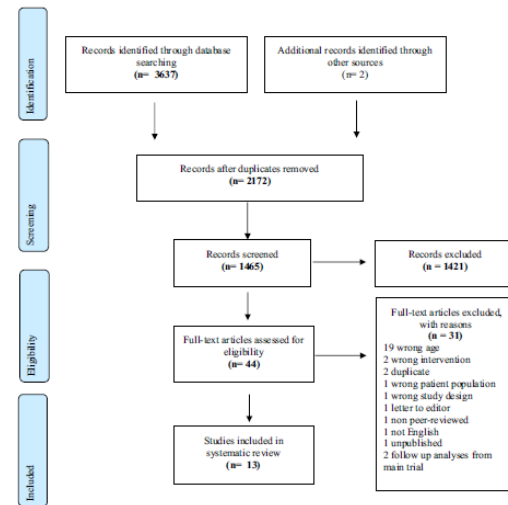 Identification
Records identified through database
searching
(n= 3637)
Additional records identified through
other sources
(n= 2)
Records after duplicates removed
(n= 2172)
Screening
Records screened
(n= 1465)
Records excluded
(n = 1421)
Eligibility
Full-text articles assessed for
eligibility
(n= 44)
Full-text articles excluded,
with reasons
(n = 31)
19 wrong age
2 wrong intervention
2 duplicate
1 wrong patient population
1 wrong study design
1 letter to editor
1 non peer-reviewed
1 not English
1 unpublished
2 follow up analyses from
main trial
Included
Studies included in
systematic review
(n= 13)